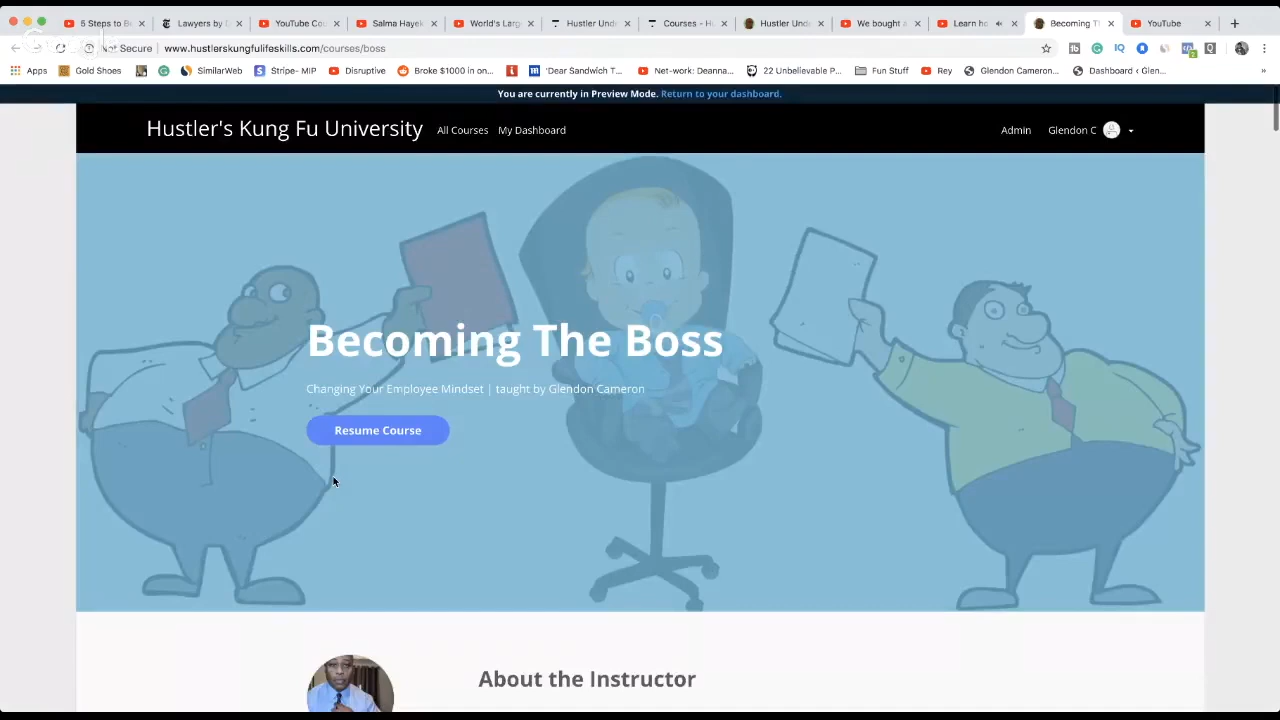 5 Steps to B
Lawyers by D
YouTube Cou
Salma Hayek
World's Larg
Hustler Und
Courses - Hu
Hustler Und
We bought a
Learn ho
Becoming Th
YouTube
Not Secure | www.hustlerskungfulifeskills.com/courses/boss
Apps
Gold Shoes
SimilarWeb
Stripe- MIP
Disruptive
Broke $1000 in on...
'Dear Sandwich T...
Net-work: Deanna...
22 Unbelievable P...
Fun Stuff
Rey
Glendon Cameron...
Dashboard ‹ Glen...
You are currently in Preview Mode. Return to your dashboard.
Hustler's Kung Fu University
All Courses
My Dashboard
Admin
Glendon C
Becoming The Boss
Changing Your Employee Mindset | taught by Glendon Cameron
Resume Course
About the Instructor